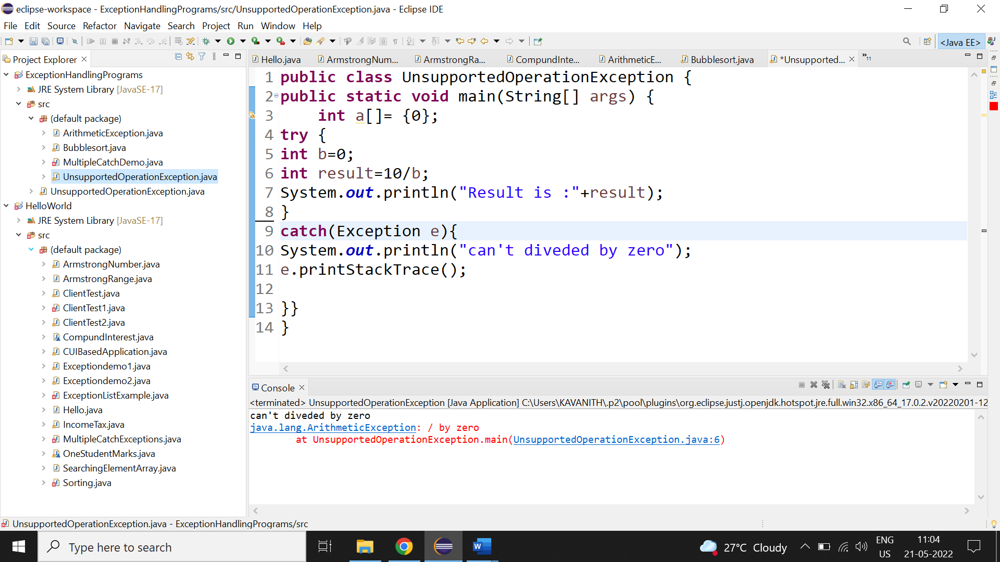 eclipse-workspace - ExceptionHandlingPrograms/src/UnsupportedOperationException.java - Eclipse IDE
File Edit Source Refactor Navigate Search Project Run Window Help
<Java EE>
Project Explorer
ExceptionHandlingPrograms
JRE System Library [JavaSE-17]
src
(default package)
ArithmeticException.java
Bubblesort.java
MultipleCatchDemo.java
UnsupportedOperationException.java
UnsupportedOperationException.java
HelloWorld
JRE System Library [JavaSE-17]
src
(default package)
ArmstrongNumber.java
ArmstrongRange.java
ClientTest.java
ClientTest1.java
ClientTest2.java
CompundInterest.java
CUIBasedApplication.java
Exceptiondemo1.java
Exceptiondemo2.java
ExceptionListExample.java
Hello.java
IncomeTax.java
MultipleCatchExceptions.java
OneStudentMarks.java
SearchingElementArray.java
Sorting.java
Hello.java ArmstrongNum... ArmstrongRa... CompundInte... ArithmeticE... Bubblesort.java *Unsupported... »11
1 public class UnsupportedOperationException {
2 public static void main(String[] args) {
3 int a[]= {0};
4 try {
5 int b=0;
6 int result=10/b;
7 System.out.println("Result is :"+result);
8 }
9 catch(Exception e){
10 System.out.println("can't diveded by zero");
11 e.printStackTrace();
12
13 }}
14 }
Console
<terminated> UnsupportedOperationException [Java Application] C:\Users\KAVANITH\.p2\pool\plugins\org.eclipse.justj.openjdk.hotspot.jre.full.win32.x86_64_17.0.2.v20220201-12
can't diveded by zero
java.lang.ArithmeticException: / by zero
at UnsupportedOperationException.main(UnsupportedOperationException.java:6)
UnsupportedOperationException.java - ExceptionHandlingPrograms/src
Type here to search
27°C Cloudy
ENG
US
11:04
21-05-2022